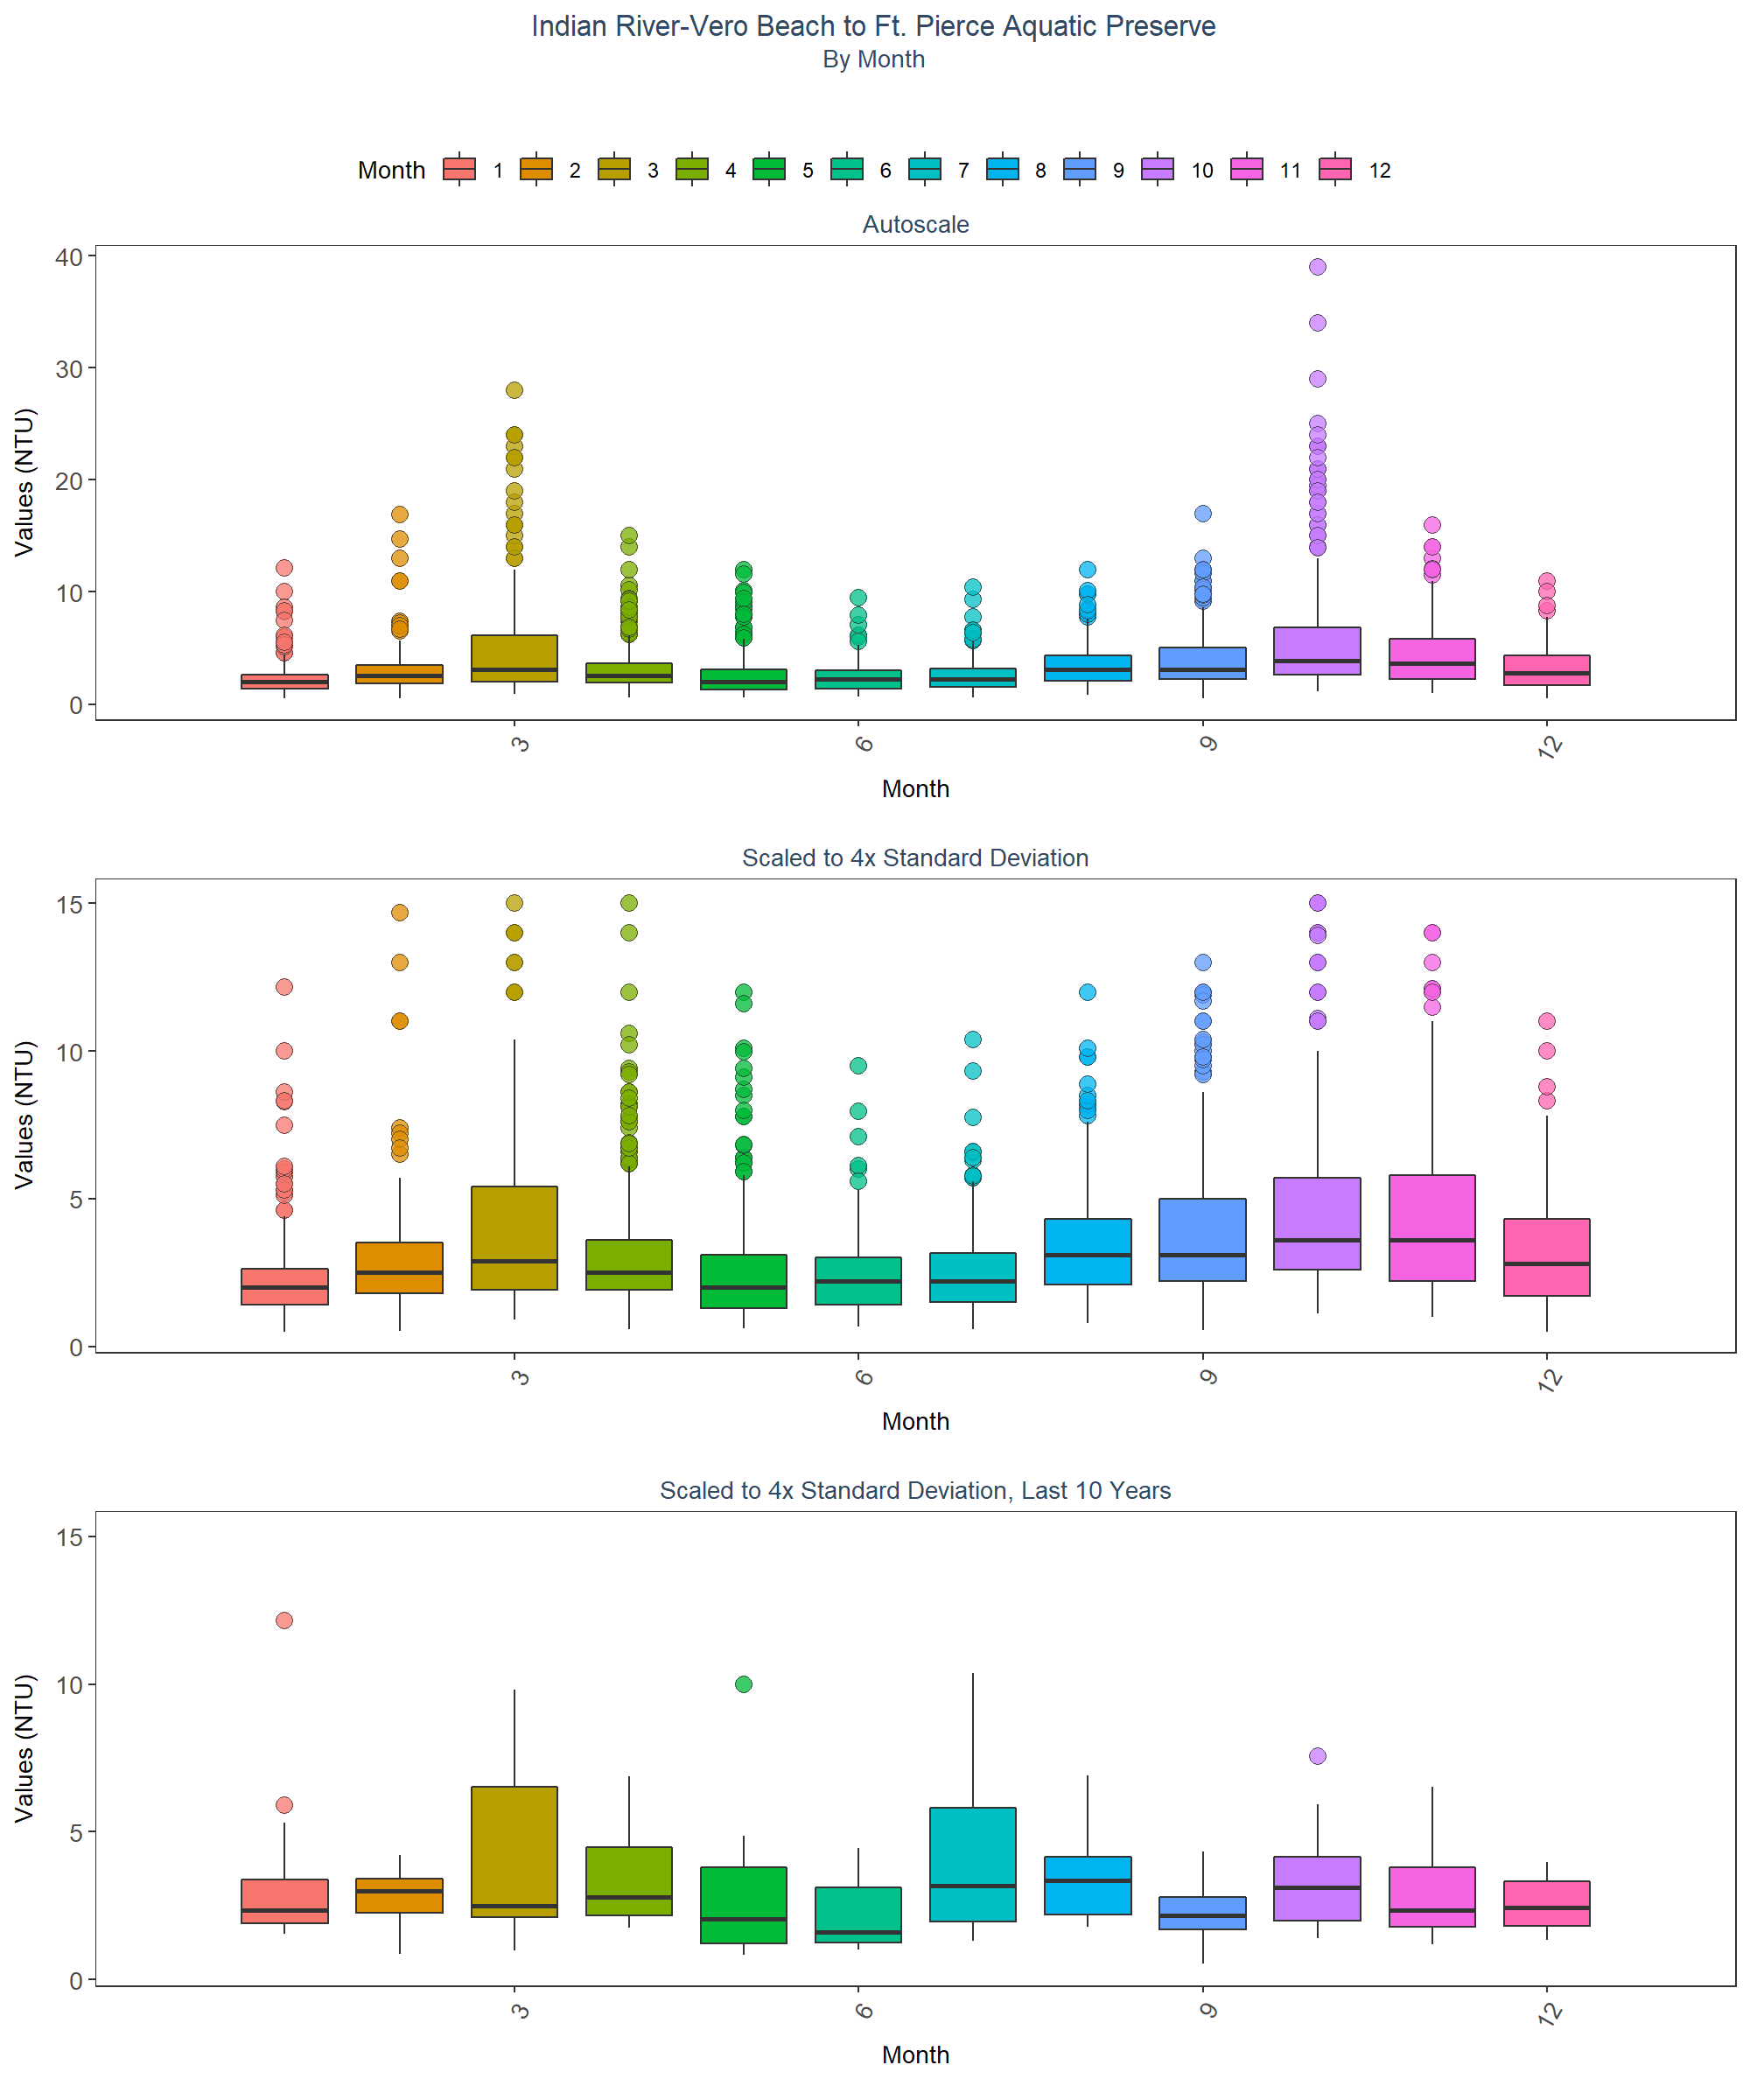 Indian River-Vero Beach to Ft. Pierce Aquatic Preserve
By Month
Month 1 2 3 4 5 6 7 8 9 10 11 12
Autoscale
Values (NTU)
40
30
20
10
0
3 6 9 12
Month
Scaled to 4x Standard Deviation
Values (NTU)
15
10
5
0
3 6 9 12
Month
Scaled to 4x Standard Deviation, Last 10 Years
Values (NTU)
15
10
5
0
3 6 9 12
Month